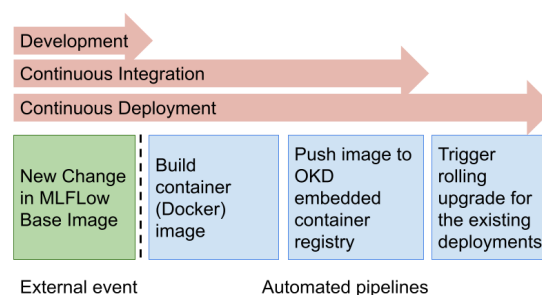 Development
Continuous Integration
Continuous Deployment
New Change
in MLFLow
Base Image
Build
container
(Docker)
image
Push image to
OKD
embedded
container
registry
Trigger
rolling
upgrade for
the existing
deployments
External event
Automated pipelines